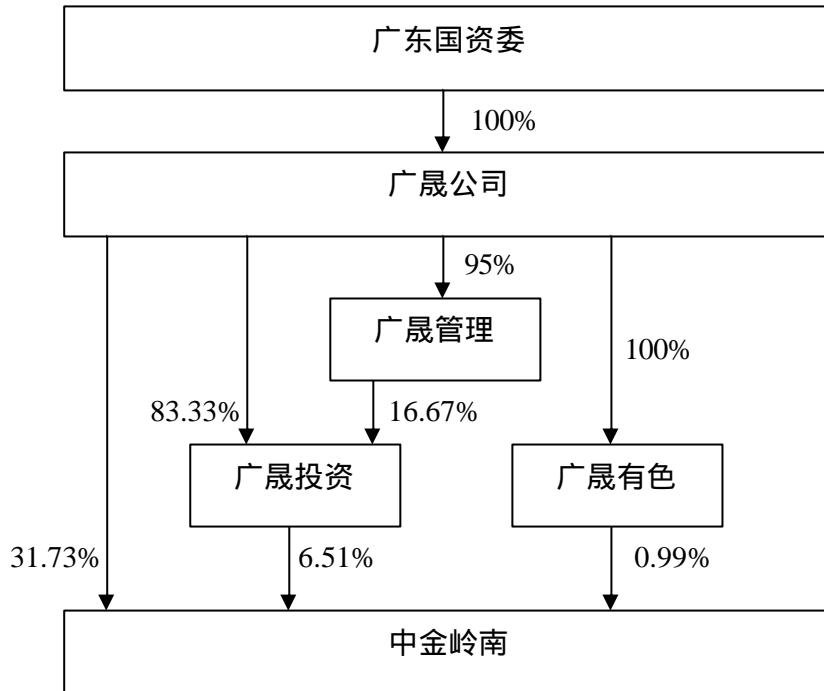 广东国资委
100%
广晟公司
95%
广晟管理
100%
83.33%
16.67%
广晟投资
广晟有色
31.73%
6.51%
0.99%
中金岭南